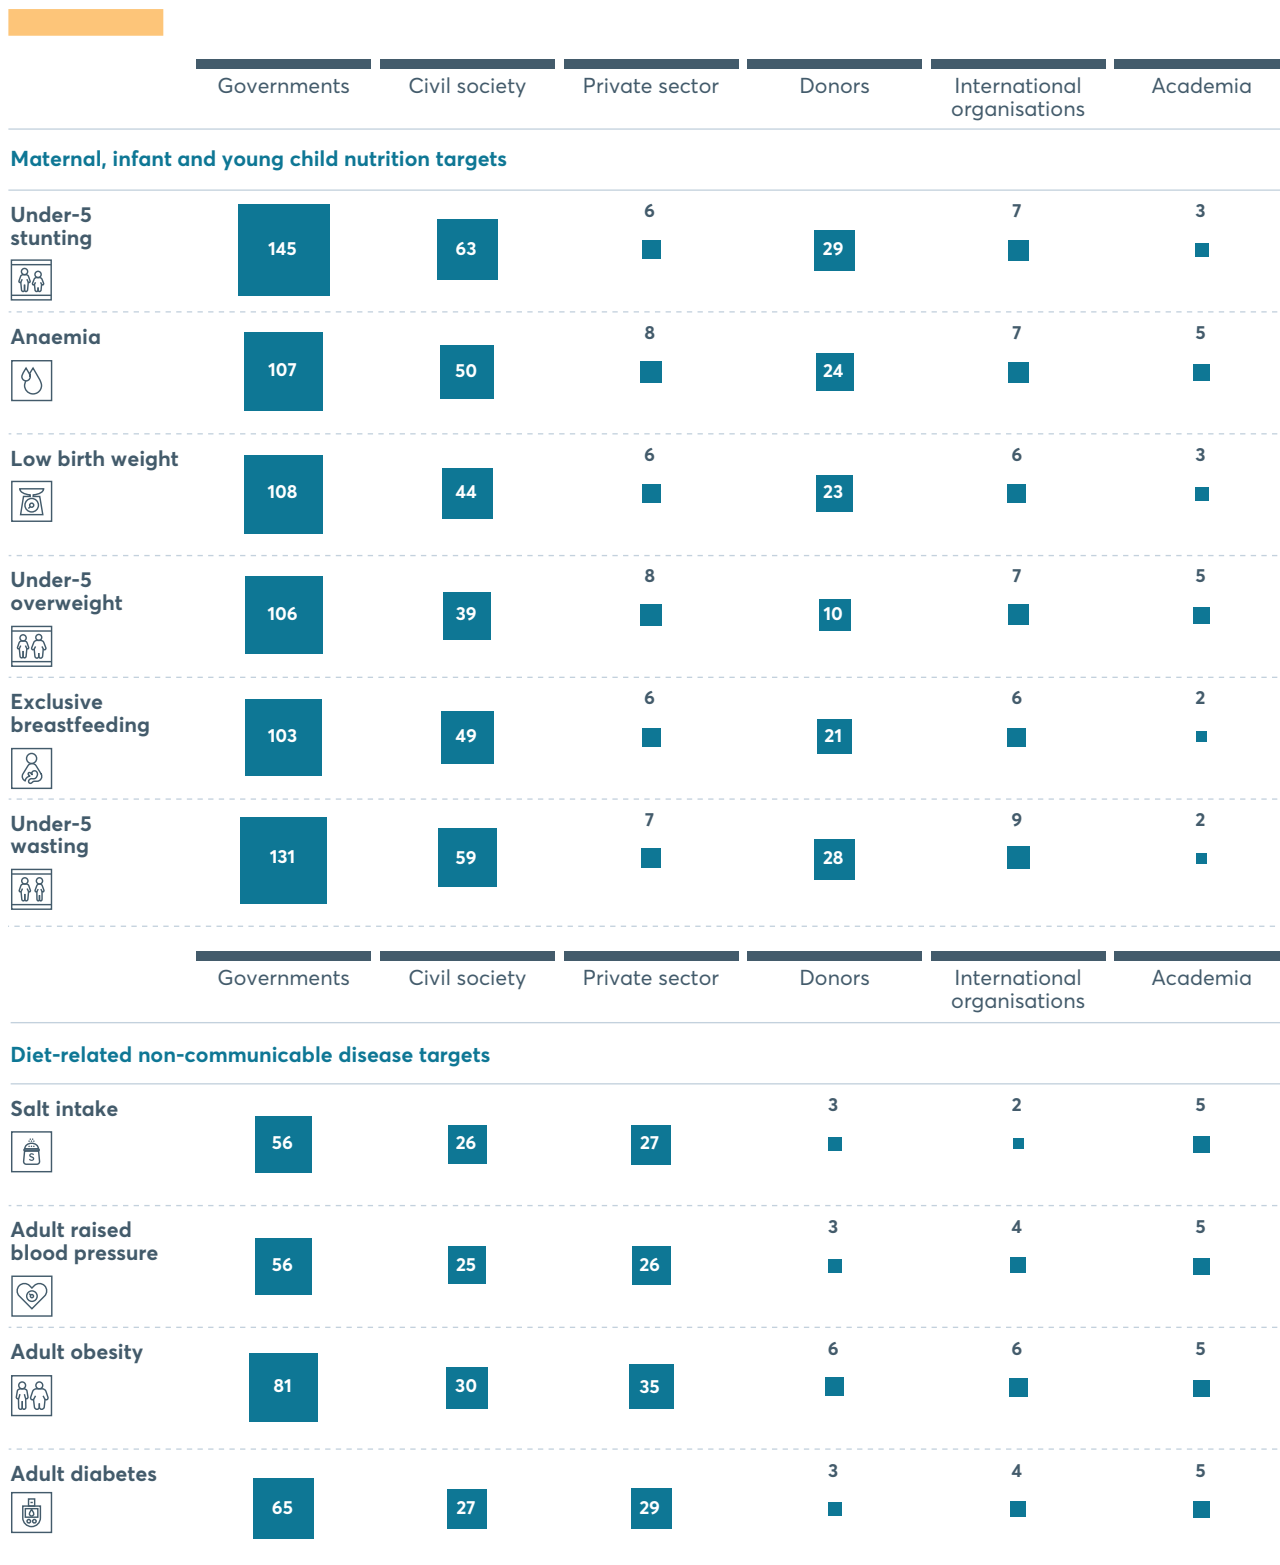 Governments Civil society Private sector Donors International organisations Academia
Maternal, infant and young child nutrition targets
Under-5 stunting 145 63 6 29 7 3
Anaemia 107 50 8 24 7 5
Low birth weight 108 44 6 23 6 3
Under-5 overweight 106 39 8 10 7 5
Exclusive breastfeeding 103 49 6 21 6 2
Under-5 wasting 131 59 7 28 9 2
Governments Civil society Private sector Donors International organisations Academia
Diet-related non-communicable disease targets
Salt intake 56 26 27 3 2 5
S
Adult raised blood pressure 56 25 26 3 4 5
Adult obesity 81 30 35 6 6 5
Adult diabetes 65 27 29 3 4 5